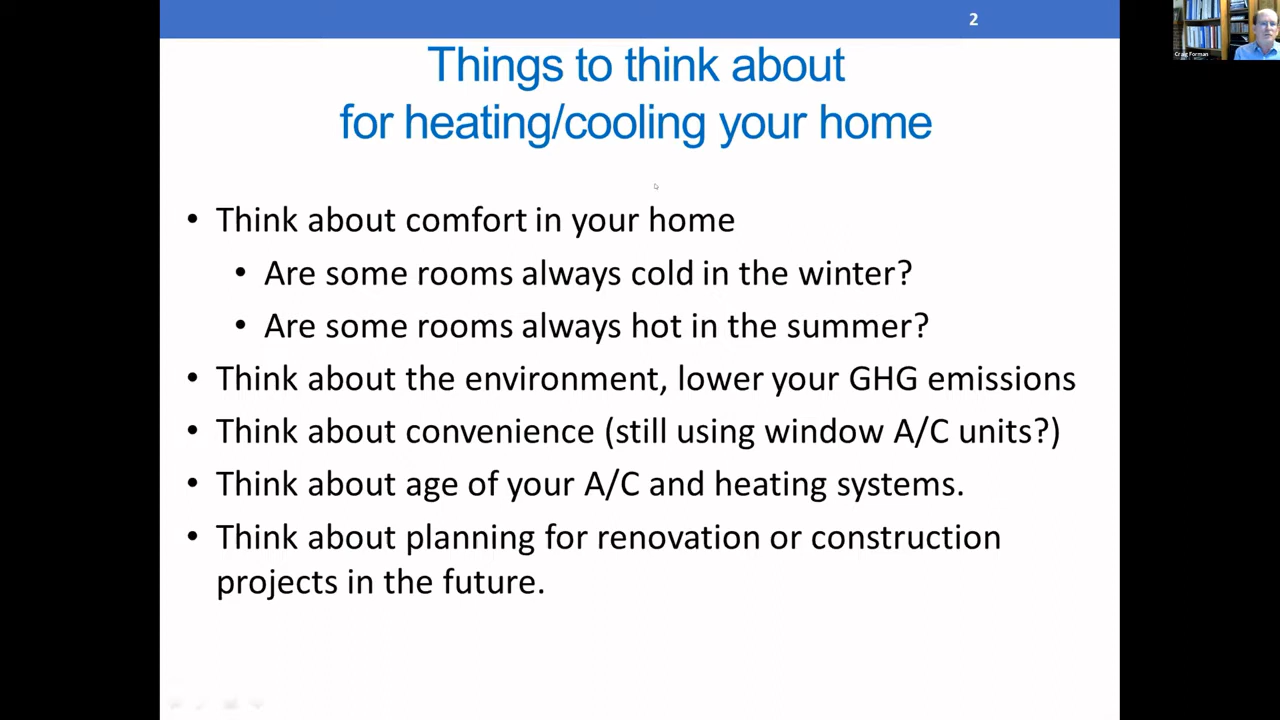 2
Things to think about
for heating/cooling your home
• Think about comfort in your home
• Are some rooms always cold in the winter?
• Are some rooms always hot in the summer?
• Think about the environment, lower your GHG emissions
• Think about convenience (still using window A/C units?)
• Think about age of your A/C and heating systems.
• Think about planning for renovation or construction
projects in the future.
Craig Forman